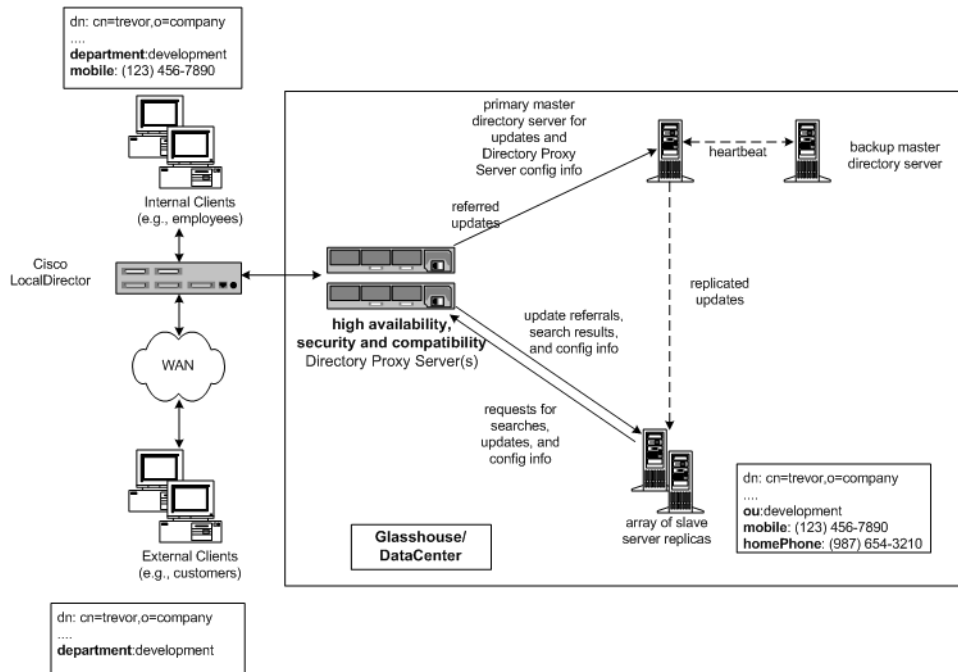 dn: cn=trevor,o=company
....
department:development
mobile: (123) 456-7890
Internal Clients
(e.g., employees)
Cisco
LocalDirector
WAN
External Clients
(e.g., customers)
dn: cn=trevor,o=company
....
department:development
primary master
directory server for
updates and
Directory Proxy
Server config info
heartbeat
backup master
directory server
referred
updates
high availability,
security and compatibility
Directory Proxy Server(s)
replicated
updates
update referrals,
search results,
and config info
requests for
searches,
updates, and
config info
array of slave
server replicas
Glasshouse/
DataCenter
dn: cn=trevor,o=company
....
ou:development
mobile: (123) 456-7890
homePhone: (987) 654-3210